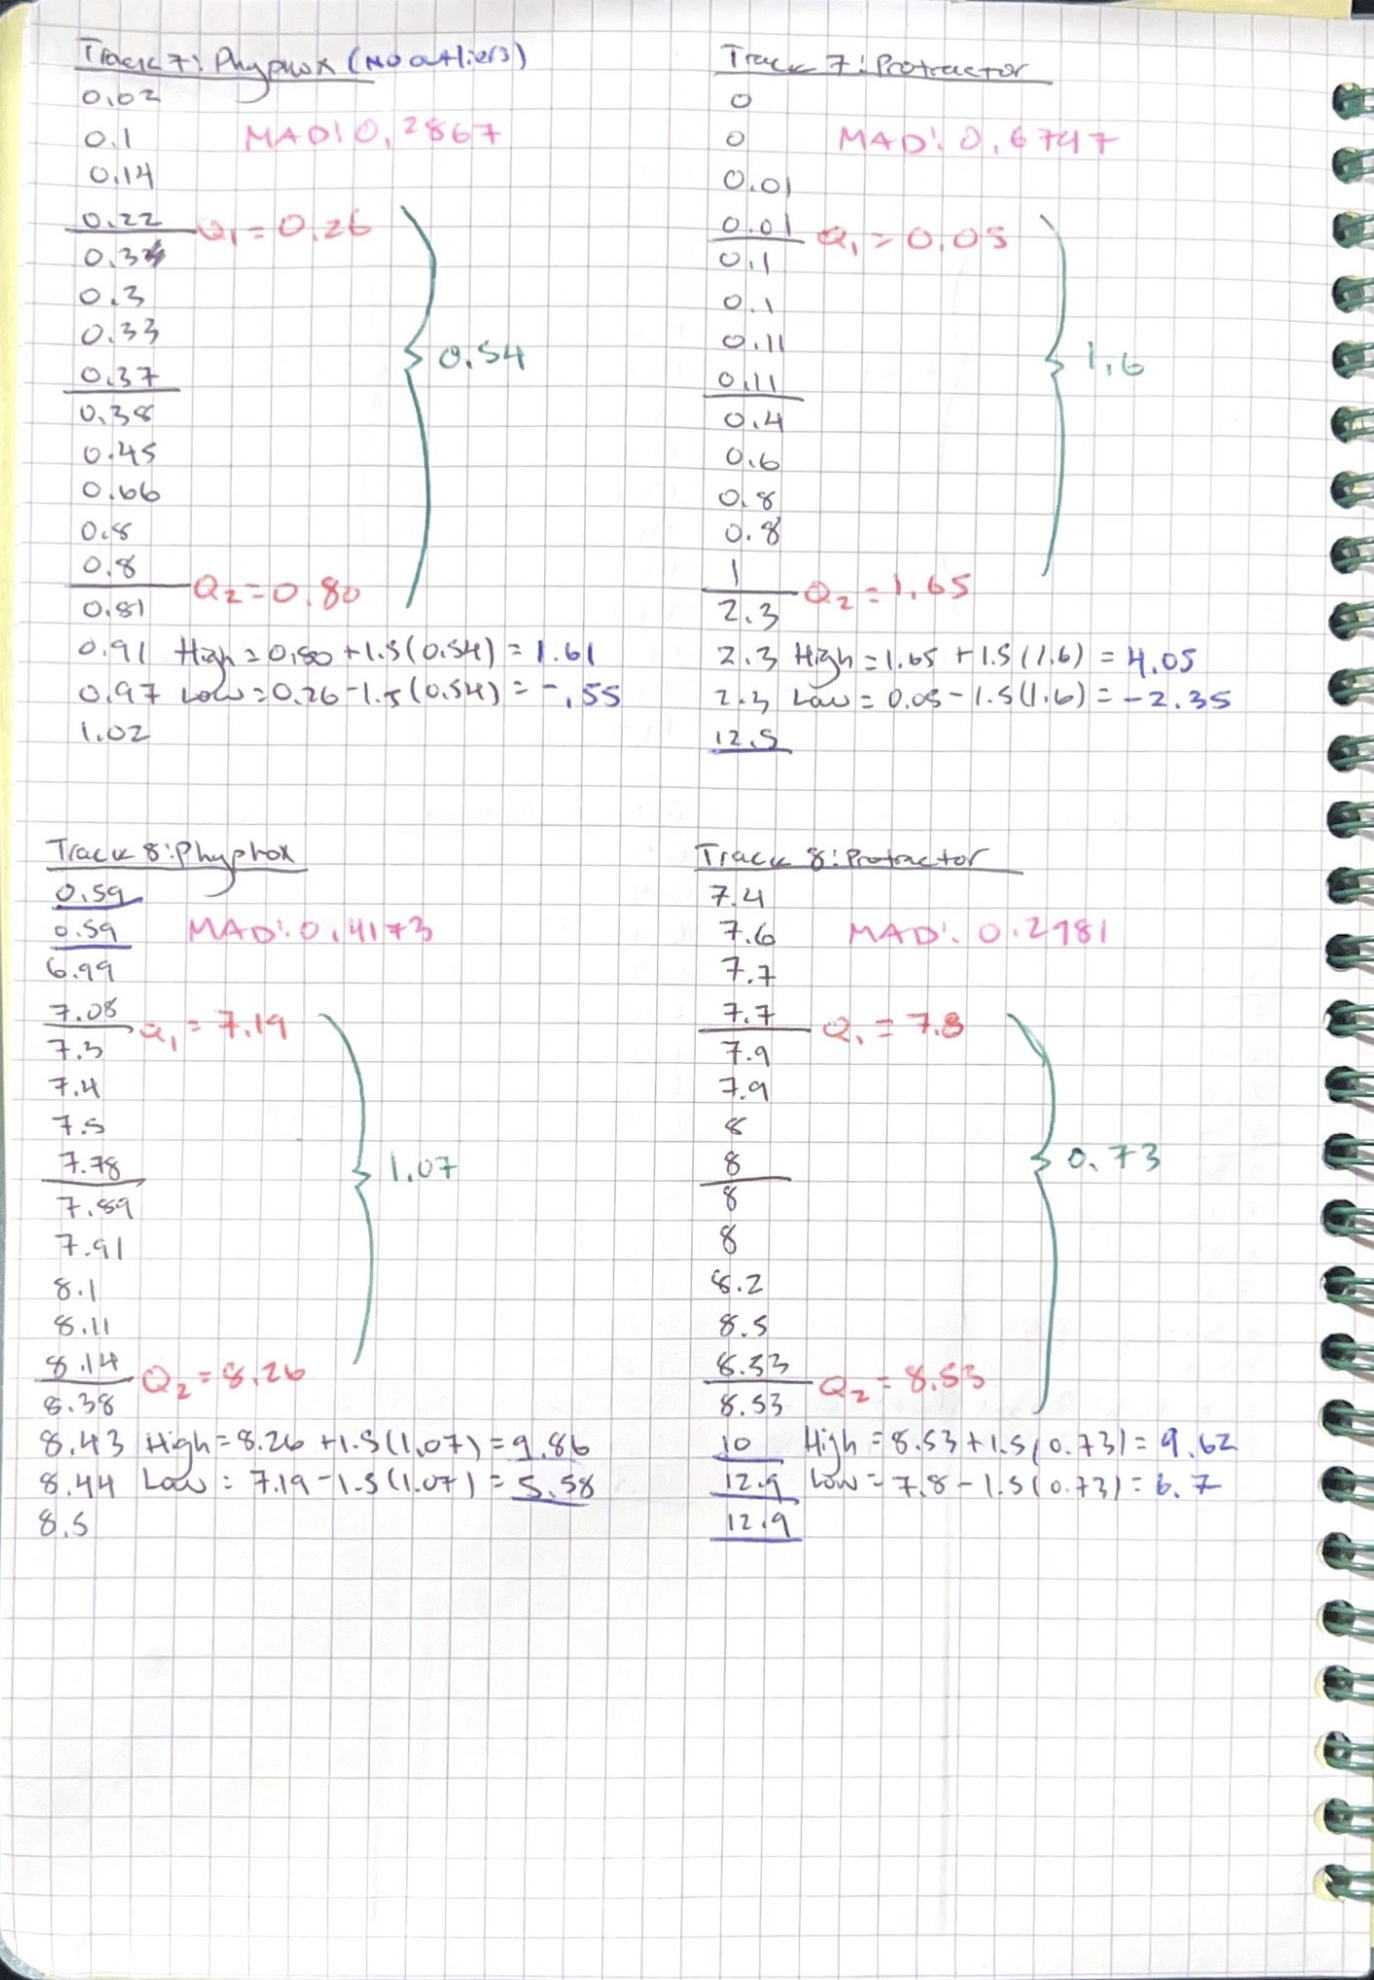 Track 7: Phyphox (No outliers)
0.02
0.1
MAD: 0.2867
0.14
0.22
Q1 = 0.26
0.3
0.3
0.33
0.54
0.37
0.38
0.45
0.66
0.8
0.8
Q2 = 0.80
0.81
0.91 High = 0.80 + 1.5(0.54) = 1.61
0.97 Low = 0.26 - 1.5(0.54) = -.55
1.02
Track 7: Protractor
0
0
MAD: 0.6747
0.01
0.01
Q1 = 0.05
0.1
0.1
0.11
1.6
0.11
0.4
0.6
0.8
0.8
1
Q2 = 1.65
2.3
2.3 High = 1.65 + 1.5(1.6) = 4.05
2.3 Low = 0.05 - 1.5(1.6) = -2.35
12.5
Track 8: Phyphox
0.59
0.59
MAD: 0.4173
6.99
7.08
Q1 = 7.19
7.3
7.4
7.5
7.78
1.07
7.89
7.91
8.1
8.11
8.14
Q2 = 8.26
8.38
8.43 High = 8.26 + 1.5(1.07) = 9.86
8.44 Low = 7.19 - 1.5(1.07) = 5.58
8.5
Track 8: Protractor
7.4
7.6
MAD: 0.2981
7.7
7.7
Q1 = 7.8
7.9
7.9
8
8
0.73
8
8
8.2
8.5
8.53
Q2 = 8.53
8.53
10 High = 8.53 + 1.5(0.73) = 9.62
12.9 Low = 7.8 - 1.5(0.73) = 6.7
12.9